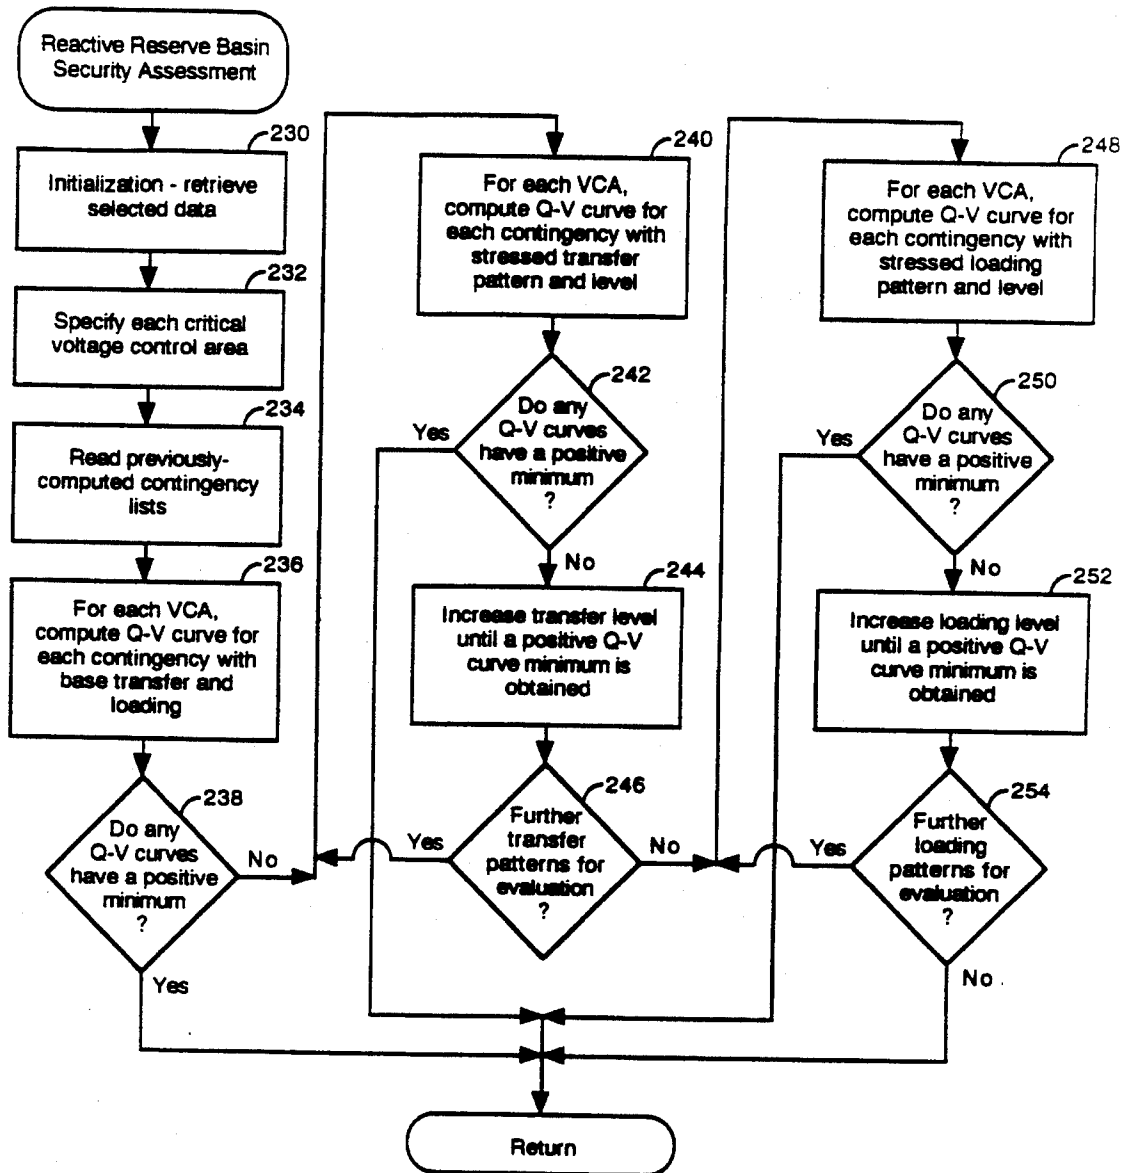 Reactive Reserve Basin
Security Assessment
230
Initialization - retrieve
selected data
232
Specify each critical
voltage control area
234
Read previously-
computed contingency
lists
236
For each VCA,
compute Q-V curve for
each contingency with
base transfer and
loading
238
Do any
Q-V curves
have a positive
minimum
?
No
Yes
240
For each VCA,
compute Q-V curve for
each contingency with
stressed transfer
pattern and level
242
Do any
Q-V curves
have a positive
minimum
?
Yes
No
244
Increase transfer level
until a positive Q-V
curve minimum is
obtained
246
Further
transfer
patterns for
evaluation
?
Yes
No
248
For each VCA,
compute Q-V curve for
each contingency with
stressed loading
pattern and level
250
Do any
Q-V curves
have a positive
minimum
?
Yes
No
252
Increase loading level
until a positive Q-V
curve minimum is
obtained
254
Further
loading
patterns for
evaluation
?
Yes
No
Return